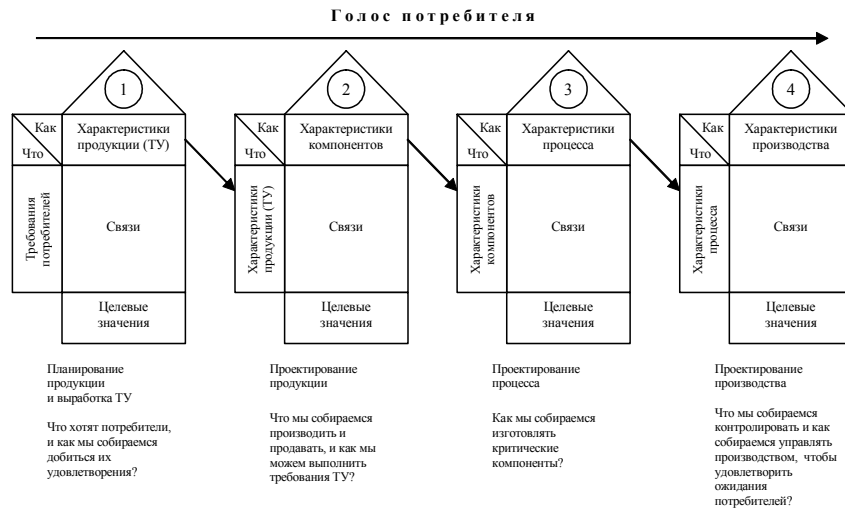 Голос потребителя
1
Как
Что
Характеристики
продукции (ТУ)
Требования
потребителей
Связи
Целевые
значения
Планирование
продукции
и выработка ТУ
Что хотят потребители,
и как мы собираемся
добиться их
удовлетворения?
2
Как
Что
Характеристики
компонентов
Характеристики
продукции (ТУ)
Связи
Целевые
значения
Проектирование
продукции
Что мы собираемся
производить и
продавать, и как мы
можем выполнить
требования ТУ?
3
Как
Что
Характеристики
процесса
Характеристики
компонентов
Связи
Целевые
значения
Проектирование
процесса
Как мы собираемся
изготовлять
критические
компоненты?
4
Как
Что
Характеристики
производства
Характеристики
процесса
Связи
Целевые
значения
Проектирование
производства
Что мы собираемся
контролировать и как
собираемся управлять
производством, чтобы
удовлетворить
ожидания
потребителей?